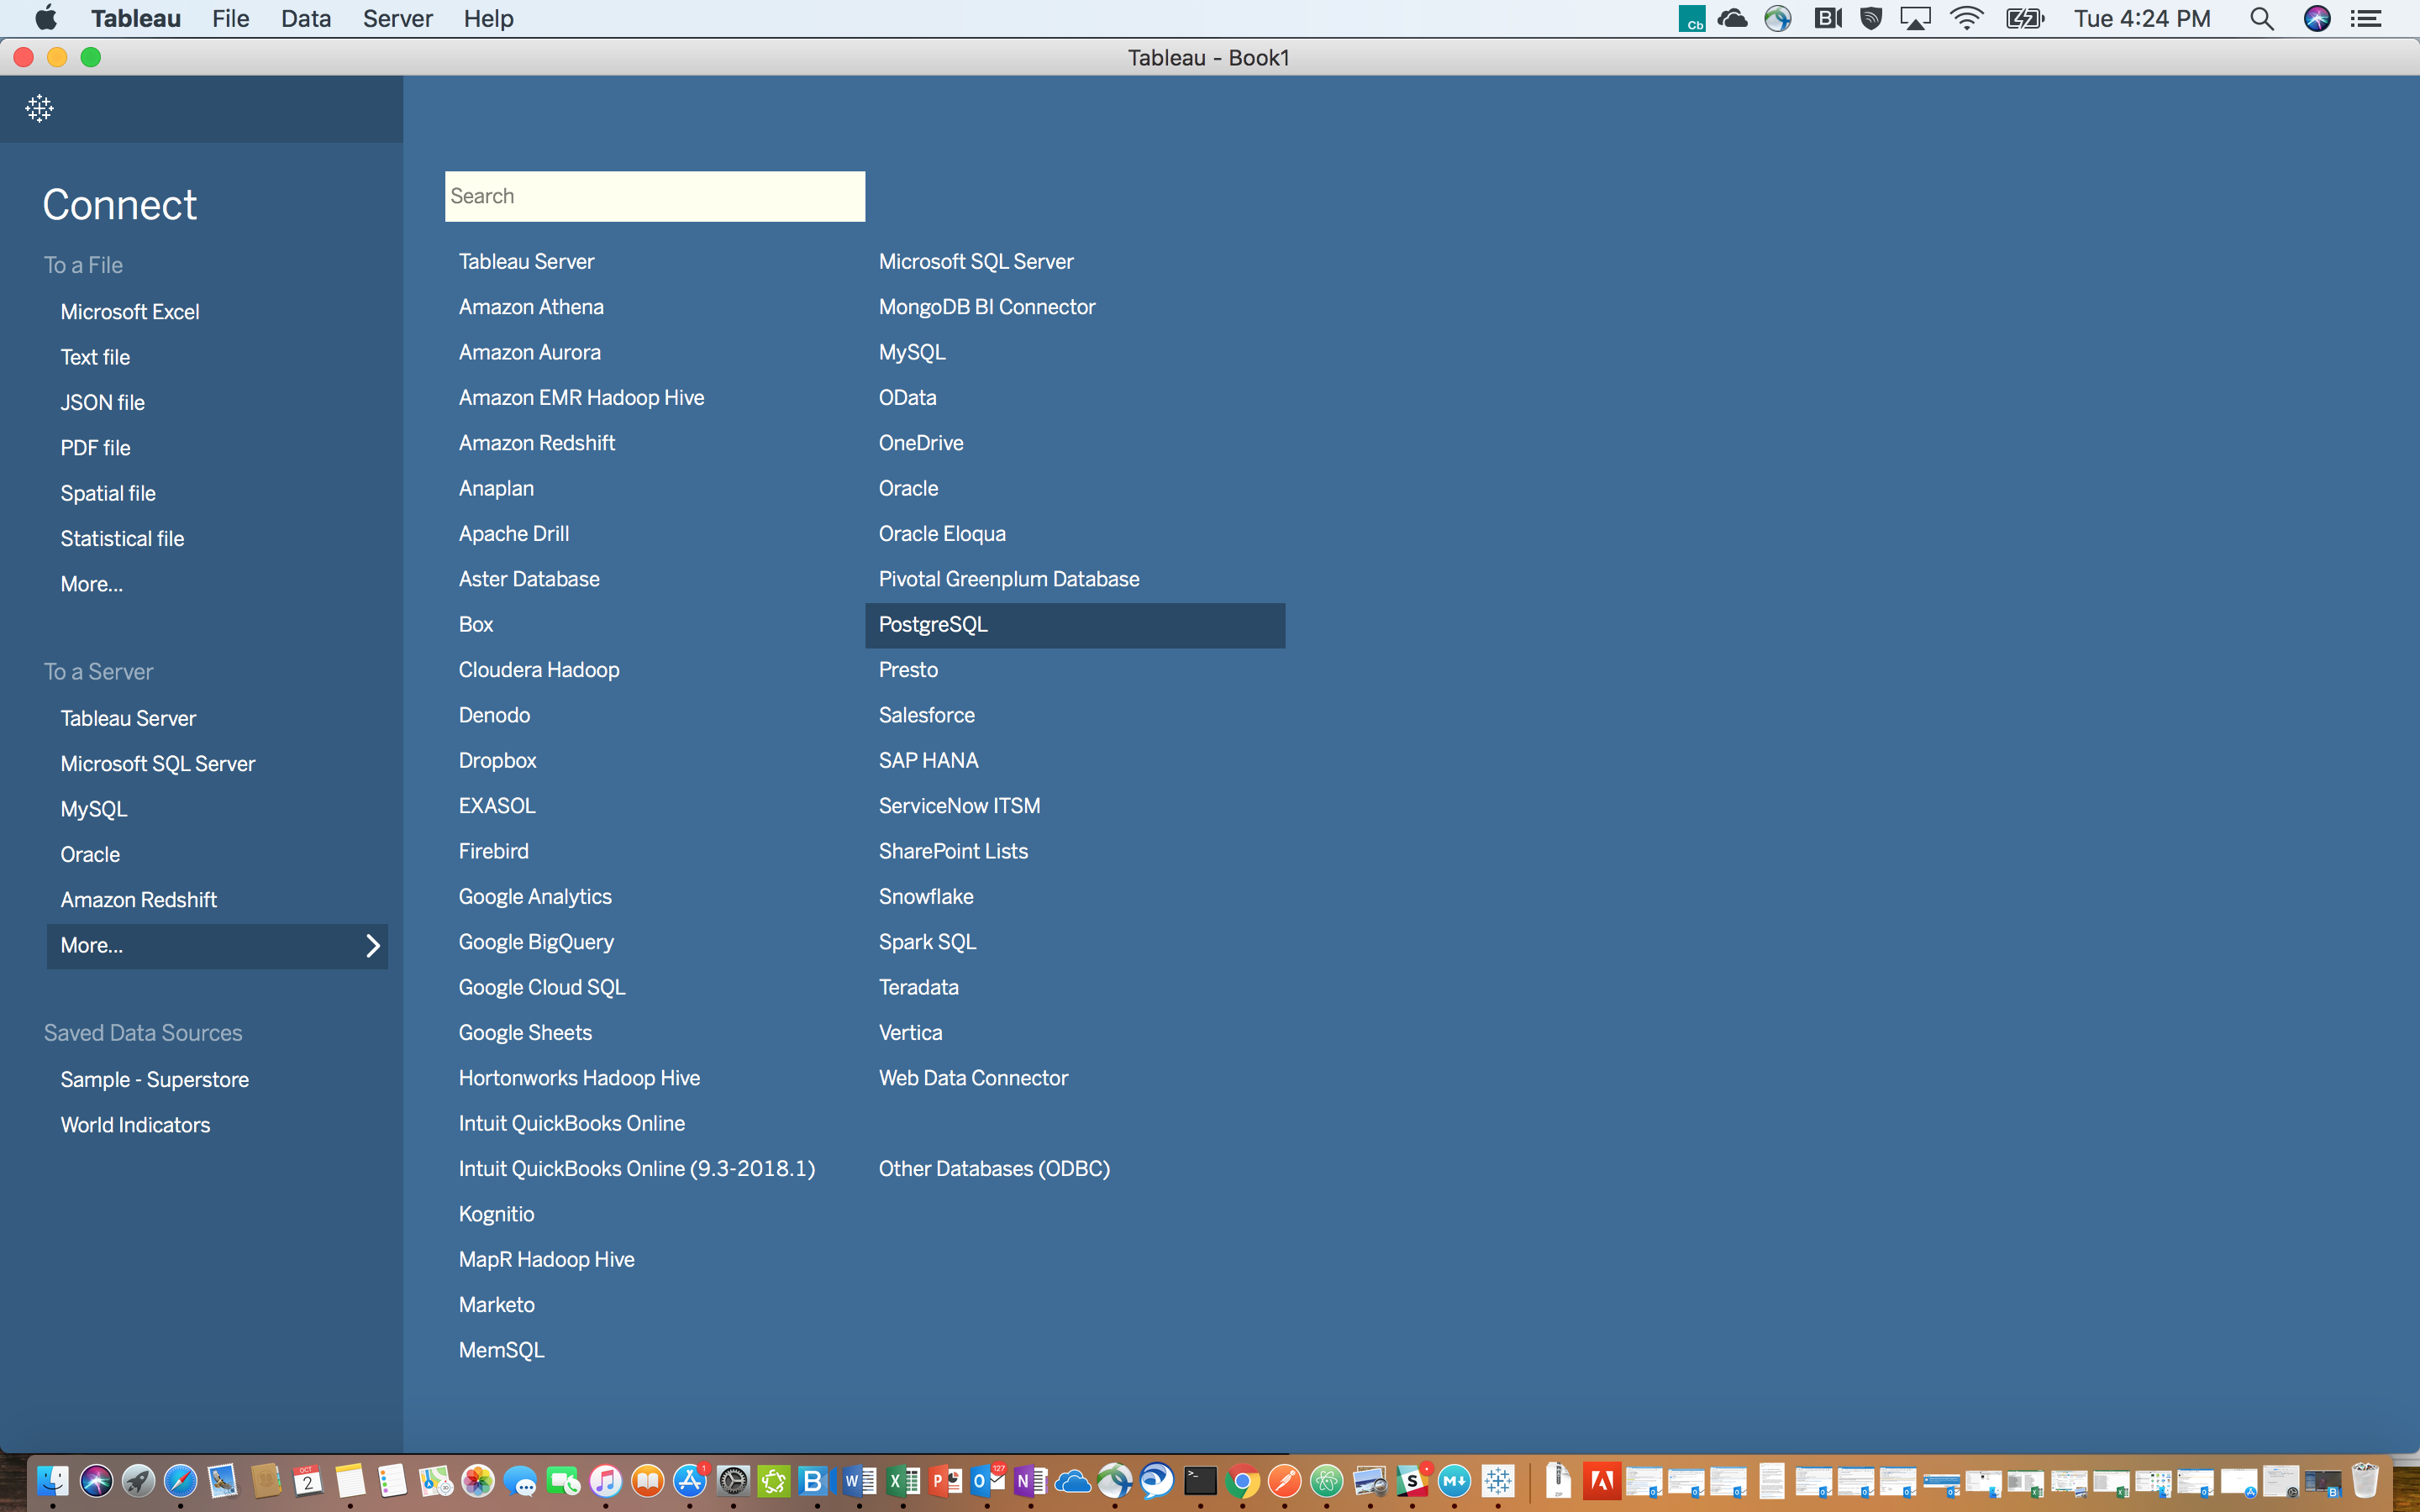 Tableau File Data Server Help
Cb
Tue 4:24 PM
Tableau - Book1
Connect
To a File
Microsoft Excel
Text file
JSON file
PDF file
Spatial file
Statistical file
More...
To a Server
Tableau Server
Microsoft SQL Server
MySQL
Oracle
Amazon Redshift
More...
Saved Data Sources
Sample - Superstore
World Indicators
Search
Tableau Server
Amazon Athena
Amazon Aurora
Amazon EMR Hadoop Hive
Amazon Redshift
Anaplan
Apache Drill
Aster Database
Box
Cloudera Hadoop
Denodo
Dropbox
EXASOL
Firebird
Google Analytics
Google BigQuery
Google Cloud SQL
Google Sheets
Hortonworks Hadoop Hive
Intuit QuickBooks Online
Intuit QuickBooks Online (9.3-2018.1)
Kognitio
MapR Hadoop Hive
Marketo
MemSQL
Microsoft SQL Server
MongoDB BI Connector
MySQL
OData
OneDrive
Oracle
Oracle Eloqua
Pivotal Greenplum Database
PostgreSQL
Presto
Salesforce
SAP HANA
ServiceNow ITSM
SharePoint Lists
Snowflake
Spark SQL
Teradata
Vertica
Web Data Connector
Other Databases (ODBC)
OCT
2
1
127